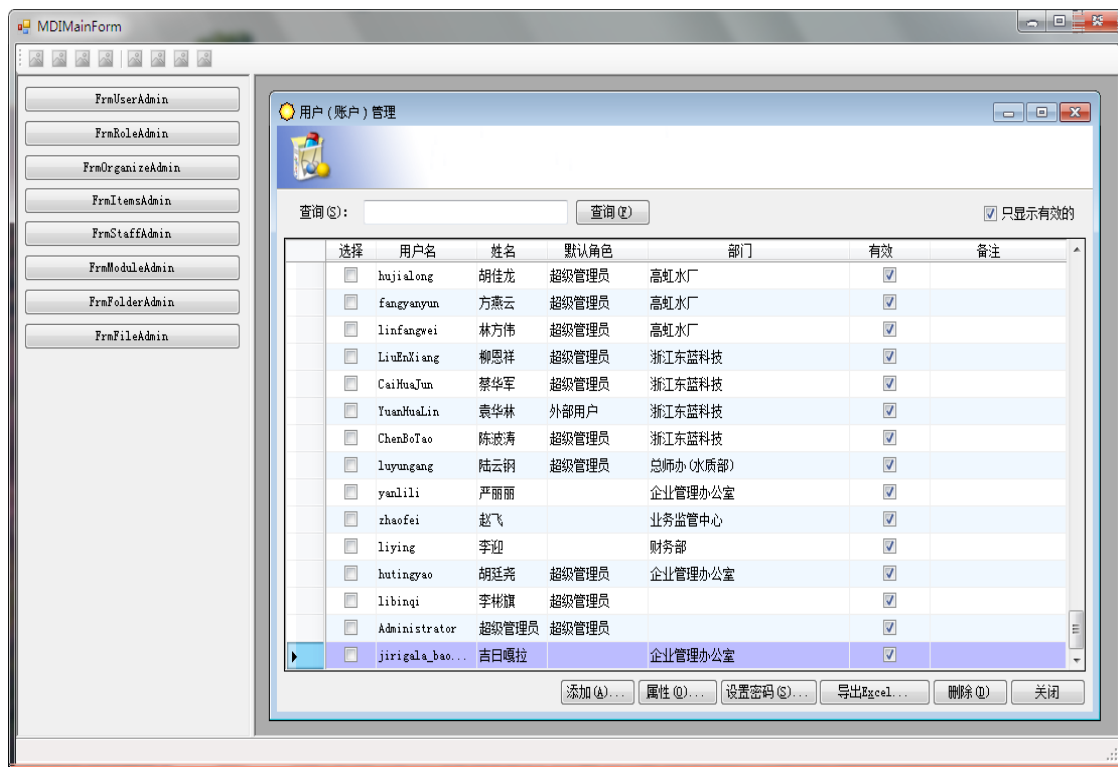 MDIMainForm
FrmUserAdmin
FrmRoleAdmin
FrmOrganizeAdmin
FrmItemsAdmin
FrmStaffAdmin
FrmModuleAdmin
FrmFolderAdmin
FrmFileAdmin
用户(账户)管理
查询(S): 查询(F) 只显示有效的
选择 用户名 姓名 默认角色 部门 有效 备注
hujialong 胡佳龙 超级管理员 高虹水厂
fangyanyun 方燕云 超级管理员 高虹水厂
linfangwei 林方伟 超级管理员 高虹水厂
LiuEnXiang 柳恩祥 超级管理员 浙江东蓝科技
CaiHuaJun 蔡华军 超级管理员 浙江东蓝科技
YuanHuaLin 袁华林 外部用户 浙江东蓝科技
ChenBoTao 陈波涛 超级管理员 浙江东蓝科技
luyungang 陆云钢 超级管理员 总师办(水质部)
yanlili 严丽丽 企业管理办公室
zhaofei 赵飞 业务监管中心
liying 李迎 财务部
hutingyao 胡廷尧 超级管理员 企业管理办公室
libinqi 李彬旗 超级管理员
Administrator 超级管理员 超级管理员
jirigala_bao... 吉日嘎拉 企业管理办公室
添加(A)... 属性(Q)... 设置密码(S)... 导出Excel... 删除(D) 关闭